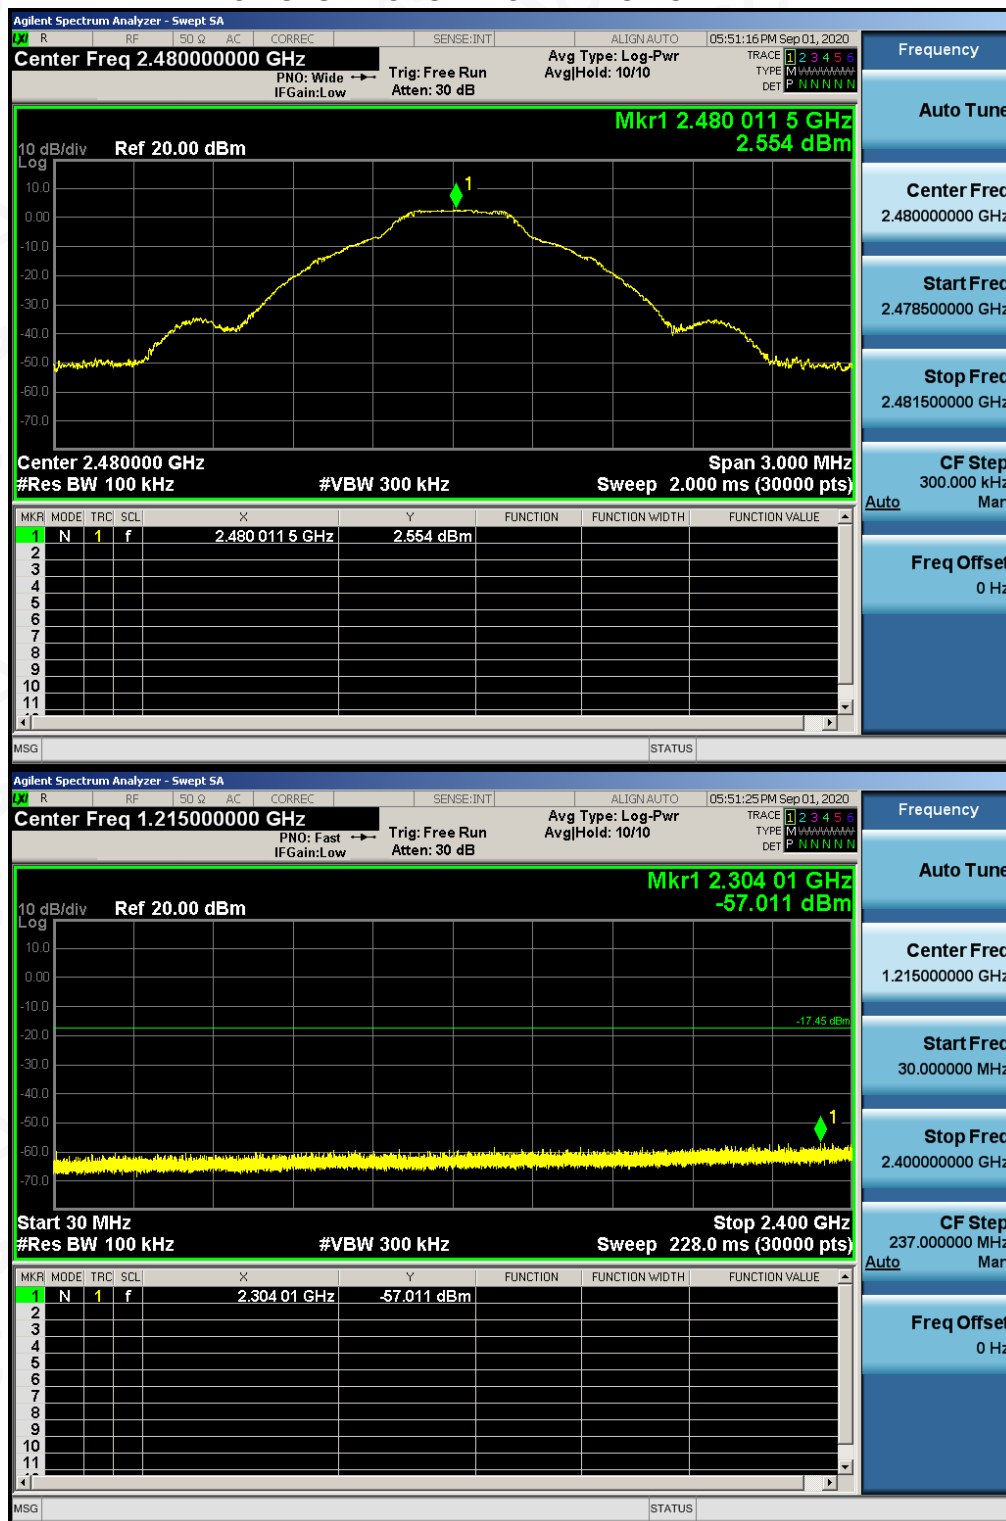 Agilent Spectrum Analyzer - Swept SA
LXI R RF 50 Ω AC CORREC SENSE:INT ALIGN AUTO 05:51:16 PM Sep 01, 2020
Center Freq 2.480000000 GHz
PNO: Wide
IFGain:Low
Trig: Free Run
Atten: 30 dB
Avg Type: Log-Pwr
Avg|Hold: 10/10
TRACE 1 2 3 4 5 6
TYPE M
DET P N N N N N
Mkr1 2.480 011 5 GHz
2.554 dBm
10 dB/div Ref 20.00 dBm
Log
10.0
1
0.00
-10.0
-20.0
-30.0
-40.0
-50.0
-60.0
-70.0
Center 2.480000 GHz Span 3.000 MHz
#Res BW 100 kHz #VBW 300 kHz Sweep 2.000 ms (30000 pts)
MKR MODE TRC SCL X Y FUNCTION FUNCTION WIDTH FUNCTION VALUE
1 N 1 f 2.480 011 5 GHz 2.554 dBm
2
3
4
5
6
7
8
9
10
11
MSG STATUS
Frequency
Auto Tune
Center Freq
2.480000000 GHz
Start Freq
2.478500000 GHz
Stop Freq
2.481500000 GHz
CF Step
300.000 kHz
Auto Man
Freq Offset
0 Hz
Agilent Spectrum Analyzer - Swept SA
LXI R RF 50 Ω AC CORREC SENSE:INT ALIGN AUTO 05:51:25 PM Sep 01, 2020
Center Freq 1.215000000 GHz
PNO: Fast
IFGain:Low
Trig: Free Run
Atten: 30 dB
Avg Type: Log-Pwr
Avg|Hold: 10/10
TRACE 1 2 3 4 5 6
TYPE M
DET P N N N N N
Mkr1 2.304 01 GHz
-57.011 dBm
10 dB/div Ref 20.00 dBm
Log
10.0
0.00
-10.0
-17.45 dBm
-20.0
-30.0
-40.0
-50.0
1
-60.0
-70.0
Start 30 MHz Stop 2.400 GHz
#Res BW 100 kHz #VBW 300 kHz Sweep 228.0 ms (30000 pts)
MKR MODE TRC SCL X Y FUNCTION FUNCTION WIDTH FUNCTION VALUE
1 N 1 f 2.304 01 GHz -57.011 dBm
2
3
4
5
6
7
8
9
10
11
MSG STATUS
Frequency
Auto Tune
Center Freq
1.215000000 GHz
Start Freq
30.000000 MHz
Stop Freq
2.400000000 GHz
CF Step
237.000000 MHz
Auto Man
Freq Offset
0 Hz